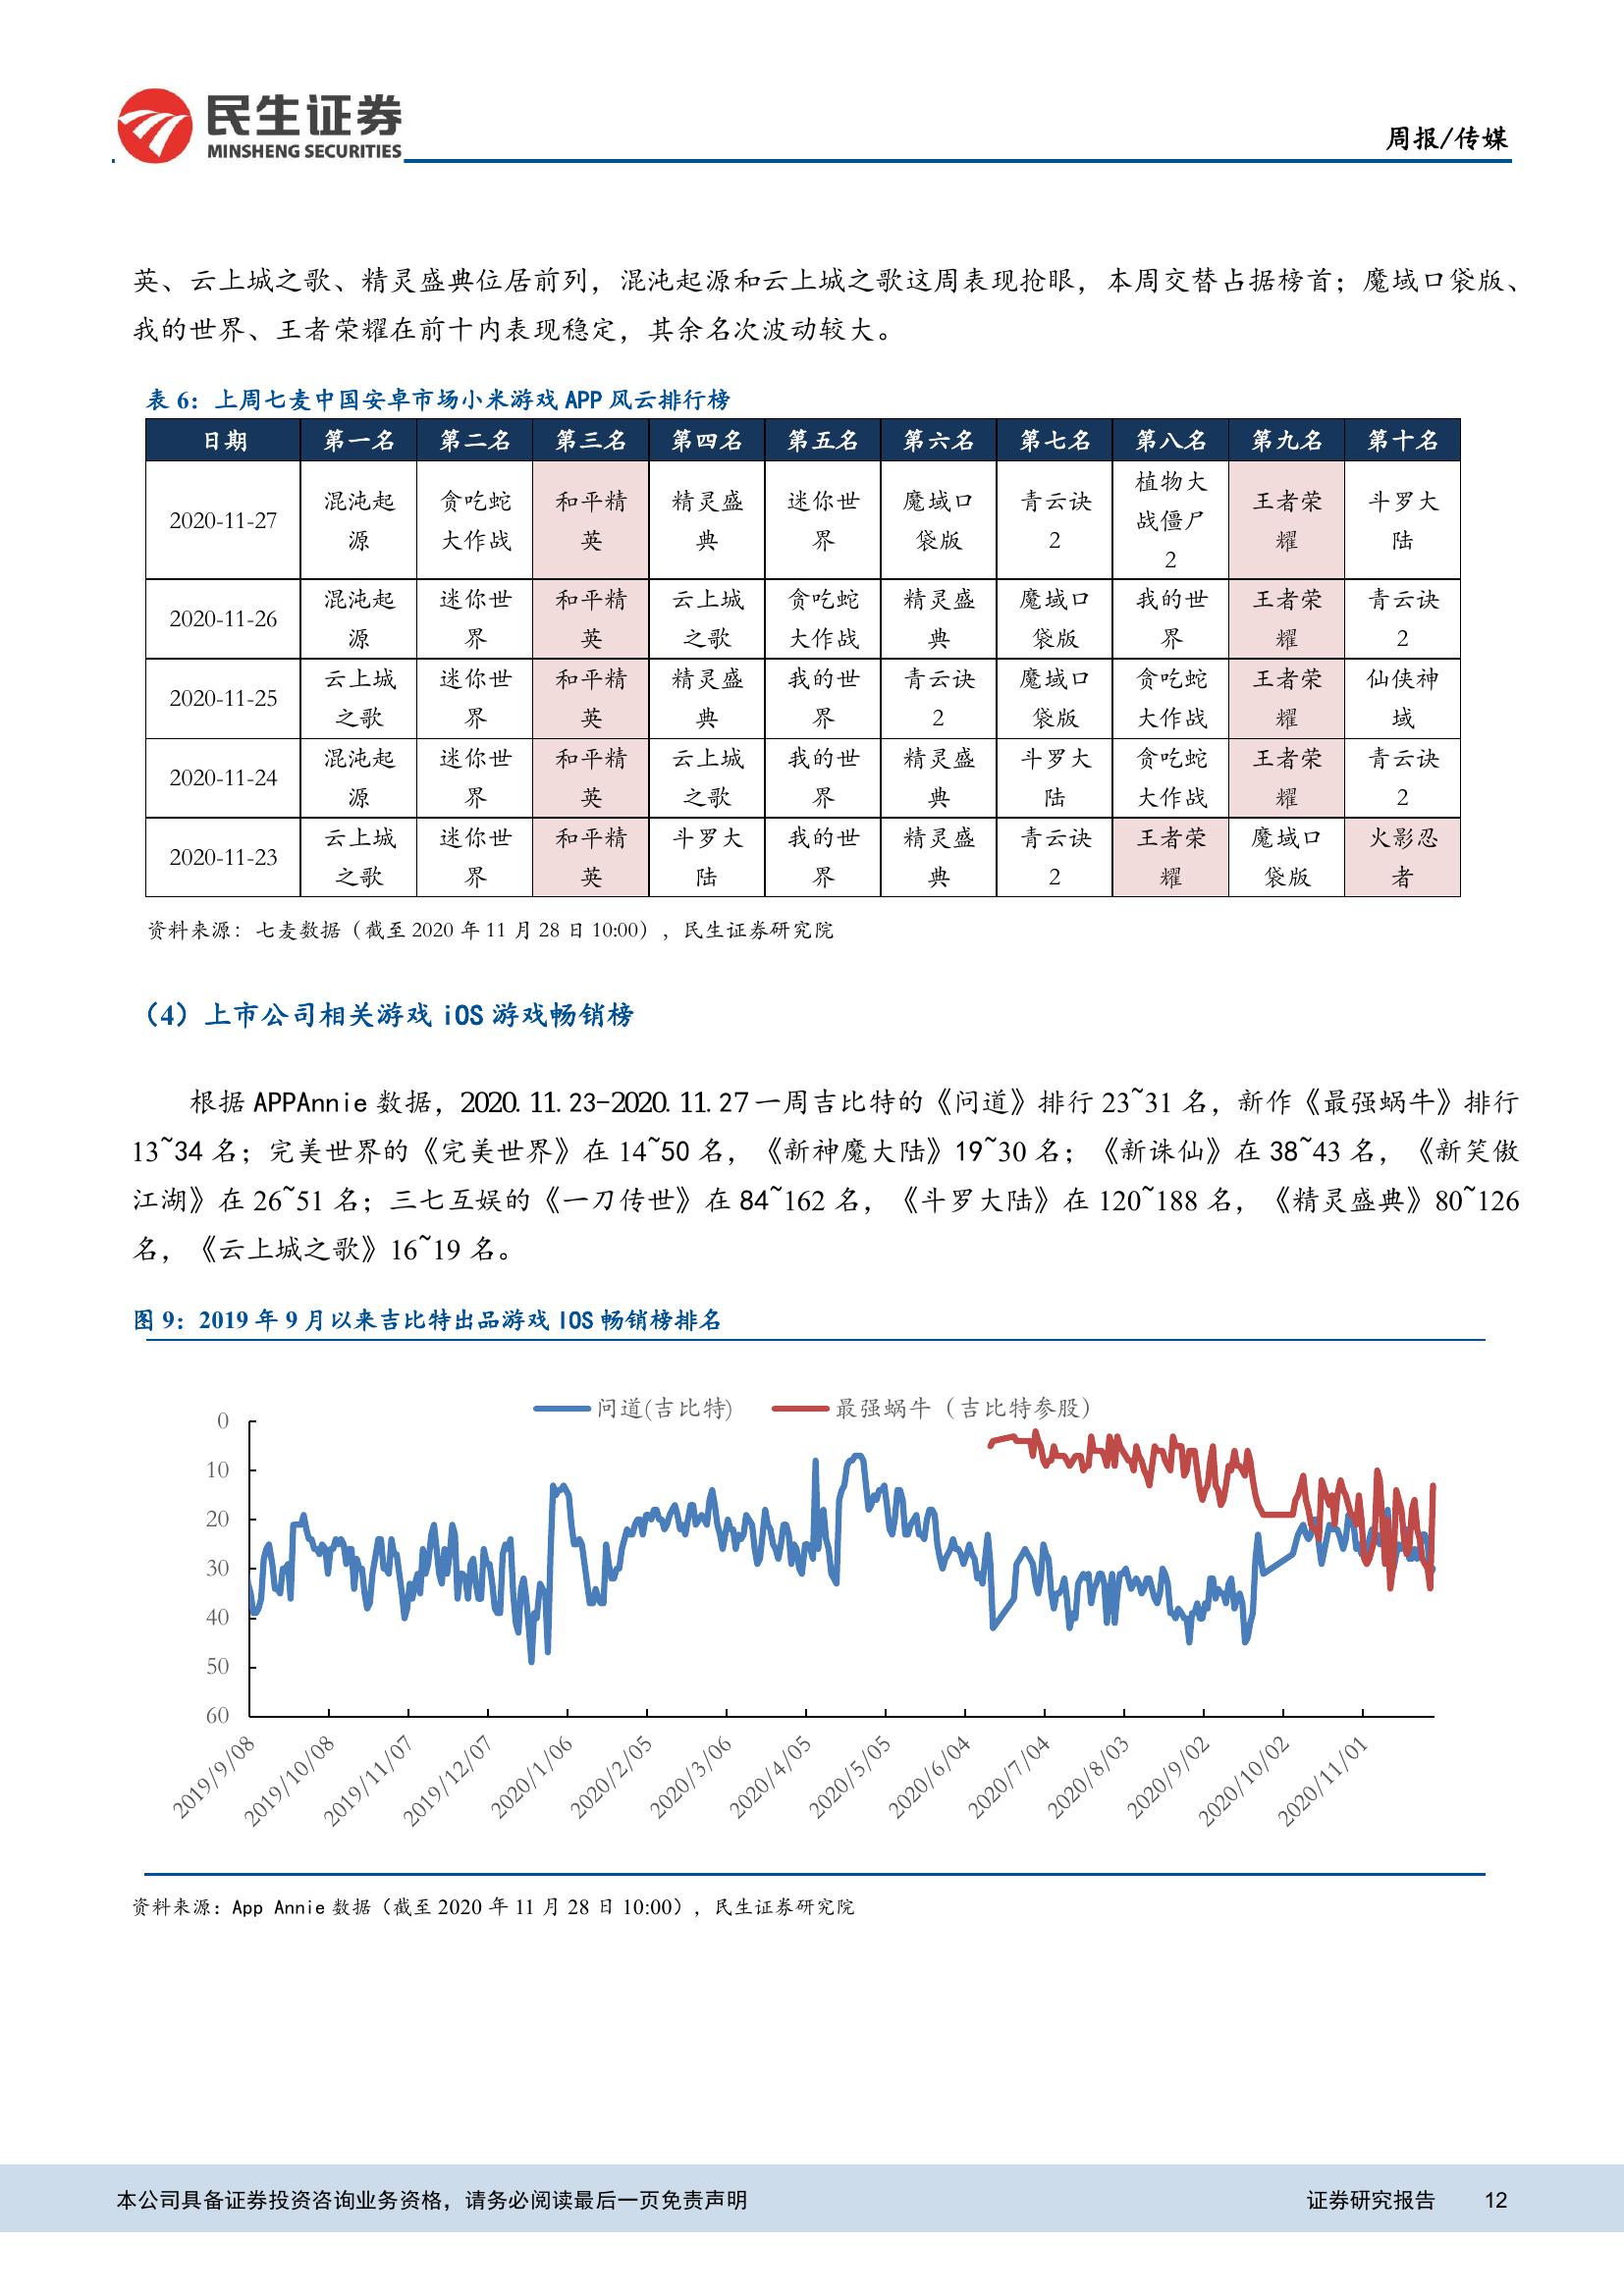 民生证券
MINSHENG SECURITIES
周报/传媒
英、云上城之歌、精灵盛典位居前列，混沌起源和云上城之歌这周表现抢眼，本周交替占据榜首；魔域口袋版、
我的世界、王者荣耀在前十内表现稳定，其余名次波动较大。
表 6：上周七麦中国安卓市场小米游戏 APP 风云排行榜
日期 第一名 第二名 第三名 第四名 第五名 第六名 第七名 第八名 第九名 第十名
2020-11-27 混沌起源 贪吃蛇大作战 和平精英 精灵盛典 迷你世界 魔域口袋版 青云诀2 植物大战僵尸2 王者荣耀 斗罗大陆
2020-11-26 混沌起源 迷你世界 和平精英 云上城之歌 贪吃蛇大作战 精灵盛典 魔域口袋版 我的世界 王者荣耀 青云诀2
2020-11-25 云上城之歌 迷你世界 和平精英 精灵盛典 我的世界 青云诀2 魔域口袋版 贪吃蛇大作战 王者荣耀 仙侠神域
2020-11-24 混沌起源 迷你世界 和平精英 云上城之歌 我的世界 精灵盛典 斗罗大陆 贪吃蛇大作战 王者荣耀 青云诀2
2020-11-23 云上城之歌 迷你世界 和平精英 斗罗大陆 我的世界 精灵盛典 青云诀2 王者荣耀 魔域口袋版 火影忍者
资料来源：七麦数据（截至 2020 年 11 月 28 日 10:00），民生证券研究院
（4）上市公司相关游戏 iOS 游戏畅销榜
根据 APPAnnie 数据，2020.11.23-2020.11.27 一周吉比特的《问道》排行 23~31 名，新作《最强蜗牛》排行
13~34 名；完美世界的《完美世界》在 14~50 名，《新神魔大陆》19~30 名；《新诛仙》在 38~43 名，《新笑傲
江湖》在 26~51 名；三七互娱的《一刀传世》在 84~162 名，《斗罗大陆》在 120~188 名，《精灵盛典》80~126
名，《云上城之歌》16~19 名。
图 9：2019 年 9 月以来吉比特出品游戏 IOS 畅销榜排名
问道(吉比特) 最强蜗牛（吉比特参股）
0
10
20
30
40
50
60
2019/9/08 2019/10/08 2019/11/07 2019/12/07 2020/1/06 2020/2/05 2020/3/06 2020/4/05 2020/5/05 2020/6/04 2020/7/04 2020/8/03 2020/9/02 2020/10/02 2020/11/01
资料来源：App Annie 数据（截至 2020 年 11 月 28 日 10:00），民生证券研究院
本公司具备证券投资咨询业务资格，请务必阅读最后一页免责声明 证券研究报告 12